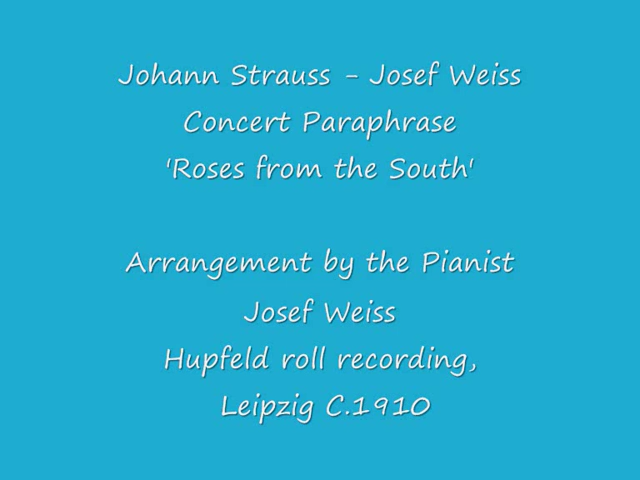 Johann Strauss - Josef Weiss
Concert Paraphrase
'Roses from the South'
Arrangement by the Pianist
Josef Weiss
Hupfeld roll recording,
Leipzig C.1910